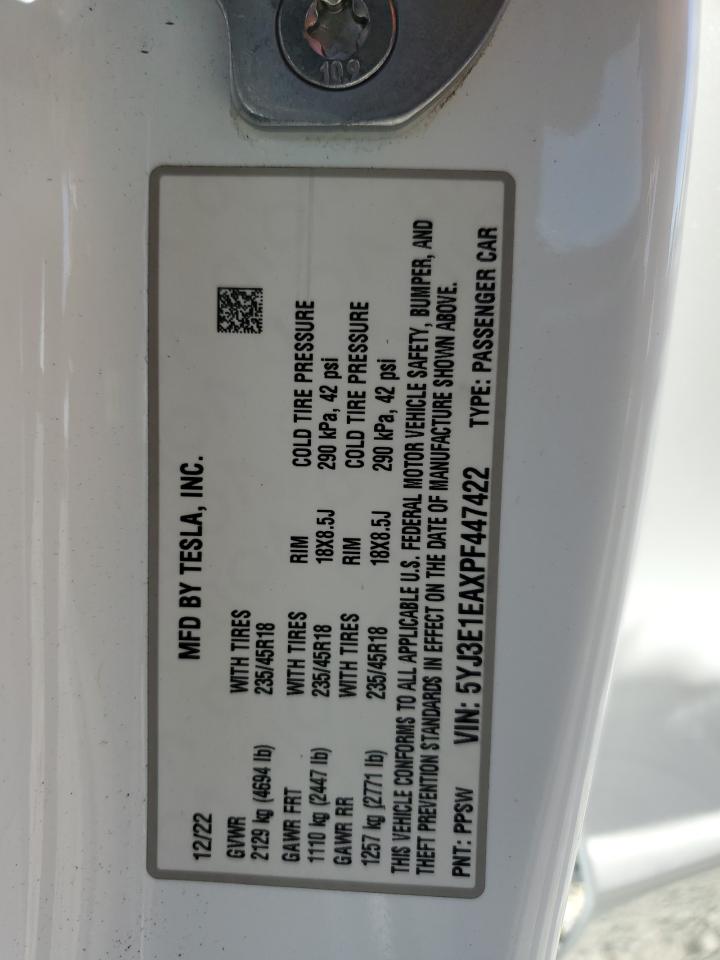 10.9
12/22 MFD BY TESLA, INC.
GVWR WITH TIRES
2129 kg (4694 lb) 235/45R18
GAWR FRT WITH TIRES RIM COLD TIRE PRESSURE
1110 kg (2447 lb) 235/45R18 18X8.5J 290 kPa, 42 psi
GAWR RR WITH TIRES RIM COLD TIRE PRESSURE
1257 kg (2771 lb) 235/45R18 18X8.5J 290 kPa, 42 psi
THIS VEHICLE CONFORMS TO ALL APPLICABLE U.S. FEDERAL MOTOR VEHICLE SAFETY, BUMPER, AND
THEFT PREVENTION STANDARDS IN EFFECT ON THE DATE OF MANUFACTURE SHOWN ABOVE.
PNT: PPSW VIN: 5YJ3E1EAXPF447422 TYPE: PASSENGER CAR